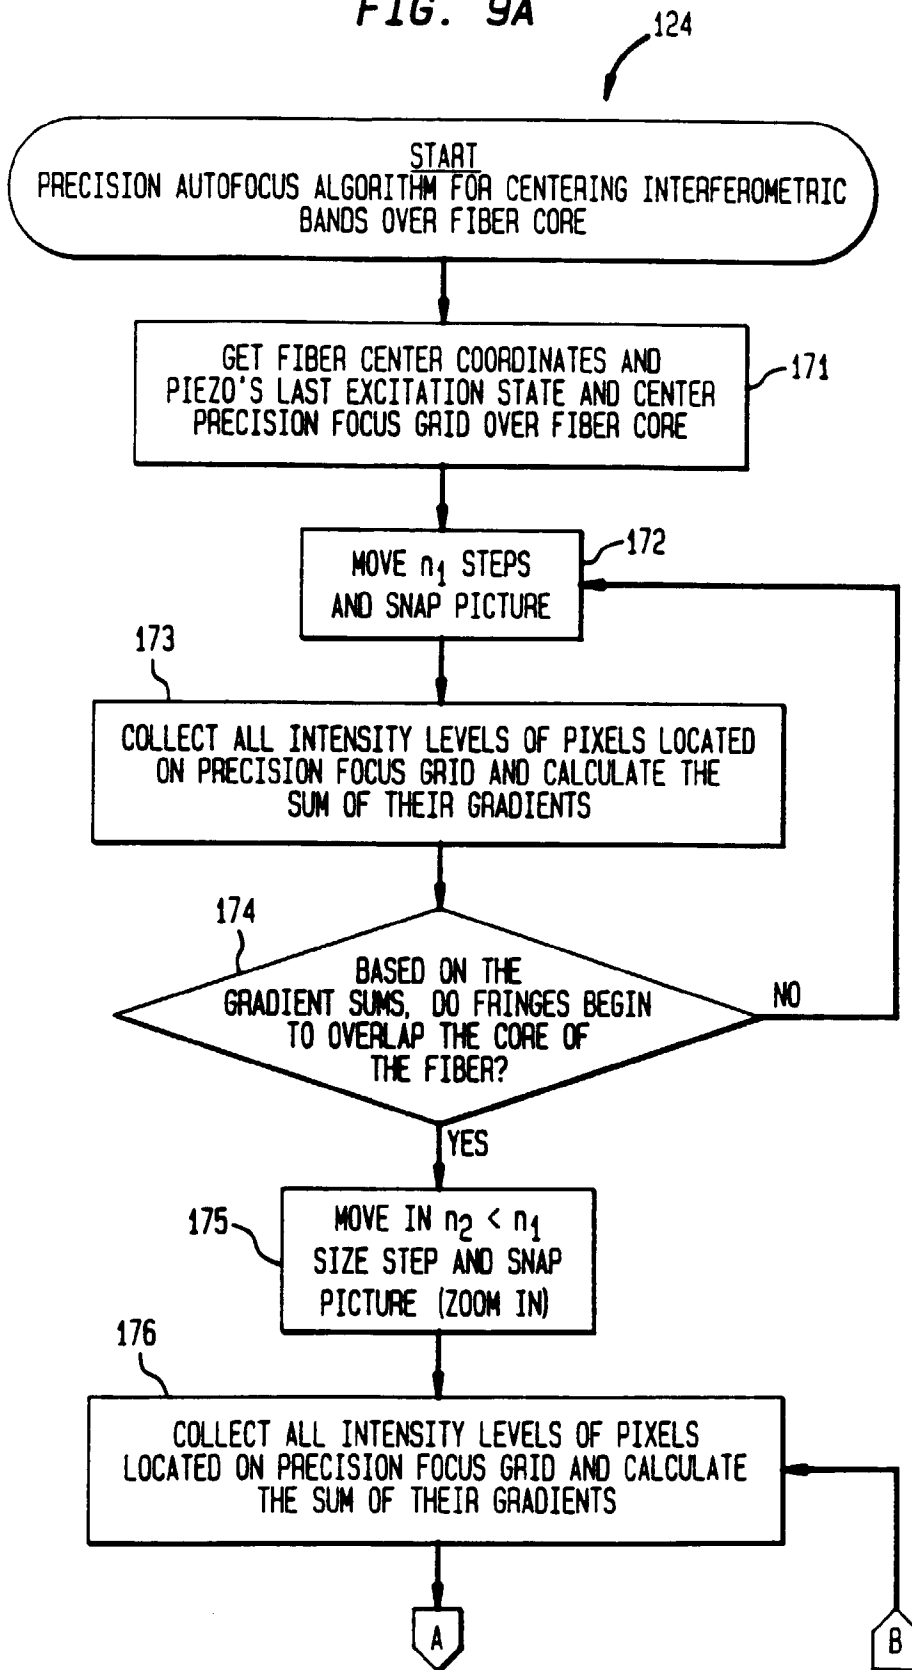 FIG. 9A
124
START
PRECISION AUTOFOCUS ALGORITHM FOR CENTERING INTERFEROMETRIC
BANDS OVER FIBER CORE
GET FIBER CENTER COORDINATES AND
PIEZO'S LAST EXCITATION STATE AND CENTER
PRECISION FOCUS GRID OVER FIBER CORE
171
MOVE n1 STEPS
AND SNAP PICTURE
172
173
COLLECT ALL INTENSITY LEVELS OF PIXELS LOCATED
ON PRECISION FOCUS GRID AND CALCULATE THE
SUM OF THEIR GRADIENTS
174
BASED ON THE
GRADIENT SUMS, DO FRINGES BEGIN
TO OVERLAP THE CORE OF
THE FIBER?
NO
YES
175
MOVE IN n2 < n1
SIZE STEP AND SNAP
PICTURE (ZOOM IN)
176
COLLECT ALL INTENSITY LEVELS OF PIXELS
LOCATED ON PRECISION FOCUS GRID AND CALCULATE
THE SUM OF THEIR GRADIENTS
A
B